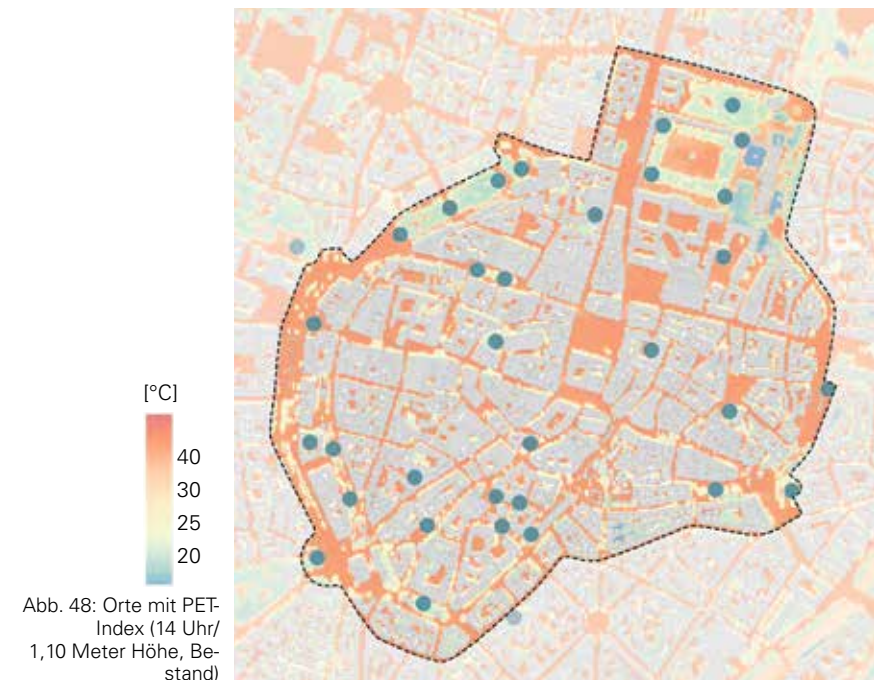 [°C]
40
30
25
20
Abb. 48: Orte mit PET-
Index (14 Uhr/
1,10 Meter Höhe, Be-
stand)